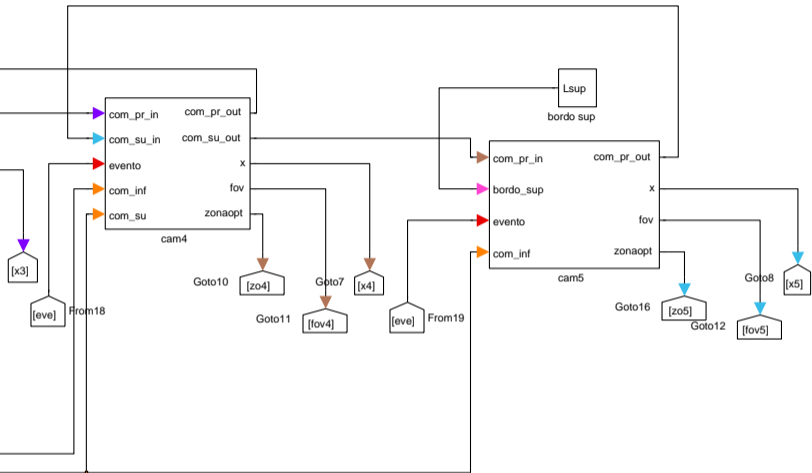 Lsup
bordo sup
com_pr_in
com_pr_out
com_su_in
com_su_out
evento
x
com_inf
fov
com_su
zonaopt
cam4
com_pr_in
com_pr_out
bordo_sup
x
evento
fov
com_inf
zonaopt
cam5
[x3]
Goto10
[zo4]
Goto7
[x4]
[eve]
From18
Goto11
[fov4]
[eve]
From19
Goto16
[zo5]
Goto12
[fov5]
Goto8
[x5]